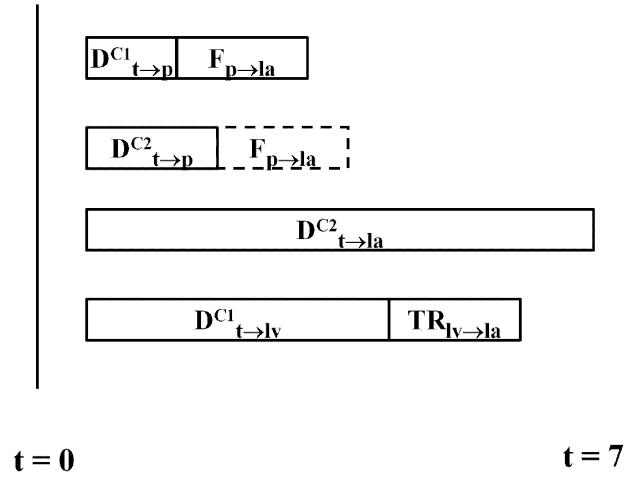 D^C1_t→p F_p→la
D^C2_t→p F_p→la
D^C2_t→la
D^C1_t→lv TR_lv→la
t = 0 t = 7